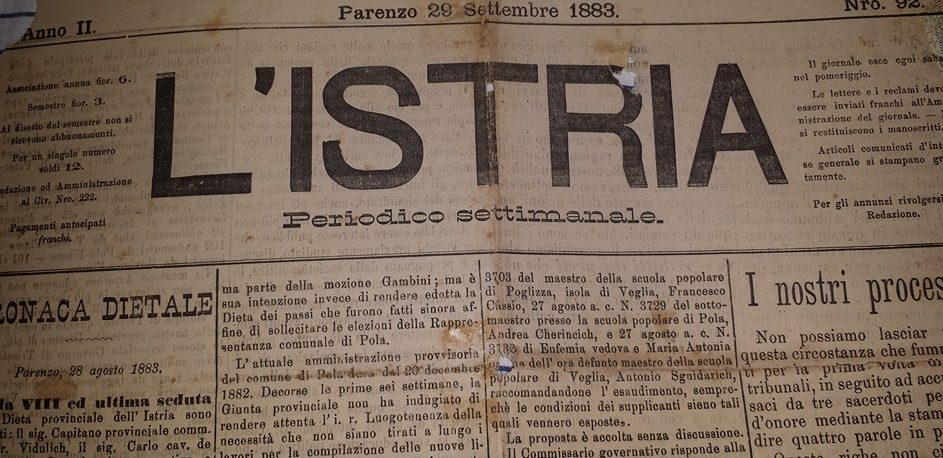 Parenzo 29 Settembre 1883.
Anno II.
Nro. 92.
Associazione annua fior. 6.
Semestre fior. 3.
Al disotto del semestre non si
ricevono abbuonamenti.
Per un singolo numero
soldi 12.
edazione ed Amministrazione
al Civ. Nro. 222.
Pagamenti antecipati
franchi.
L'ISTRIA
Periodico settimanale.
Il giornale esce ogni saba
nel pomeriggio.
Le lettere e i reclami devo
essere inviati franchi all'Am
nistrazione del giornale. —
si restituiscono i manoscritti.
Articoli comunicati d'int
se generale si stampano gr
tamente.
Per gli annunzi rivolgersi
Redazione.
RONACA DIETALE
Parenzo, 28 agosto 1883.
la VIII ed ultima seduta
Dieta provinciale dell' Istria sono
ti: il sig. Capitano provinciale comm.
r. Vidulich, il sig. Carlo cav. de
ma parte della mozione Gambini; ma è
sua intenzione invece di rendere edotta la
Dieta dei passi che furono fatti sinora af-
fine, di sollecitare le elezioni della Rappre-
sentanza comunale di Pola.
L'attuale amministrazione provvisoria
del comune di Pola dura dal 20 decembre
1882. Decorse le prime sei settimane, la
Giunta provinciale non ha indugiato di
rendere attenta l'i. r. Luogotenenza della
necessità che non siano tirati a lungo i
lavori per la compilazione delle nuove li-
3703 del maestro della scuola popolare
di Poglizza, isola di Veglia, Francesco
Cassio, 27 agosto a. c. N. 3729 del sotto-
maestro presso la scuola popolare di Pola,
Andrea Cherincich, e 27 agosto a. c. N.
di Eufemia vedova e Maria Antonia
dell' ora defunto maestro della scuola
popolare di Veglia, Antonio Sguidarich,
raccomandandone l' esaudimento, sempre-
chè le condizioni dei supplicanti sieno tali
quali vennero esposte.
La proposta è accolta senza discussione.
Il Commissario governativo risponde alla
I nostri proces
Non possiamo lasciar
questa circostanza che fumm
ti per la prima volta di
tribunali, in seguito ad acc
saci da tre sacerdoti pe
d'onore mediante la stam
dire quattro parole in p
Queste righe non c